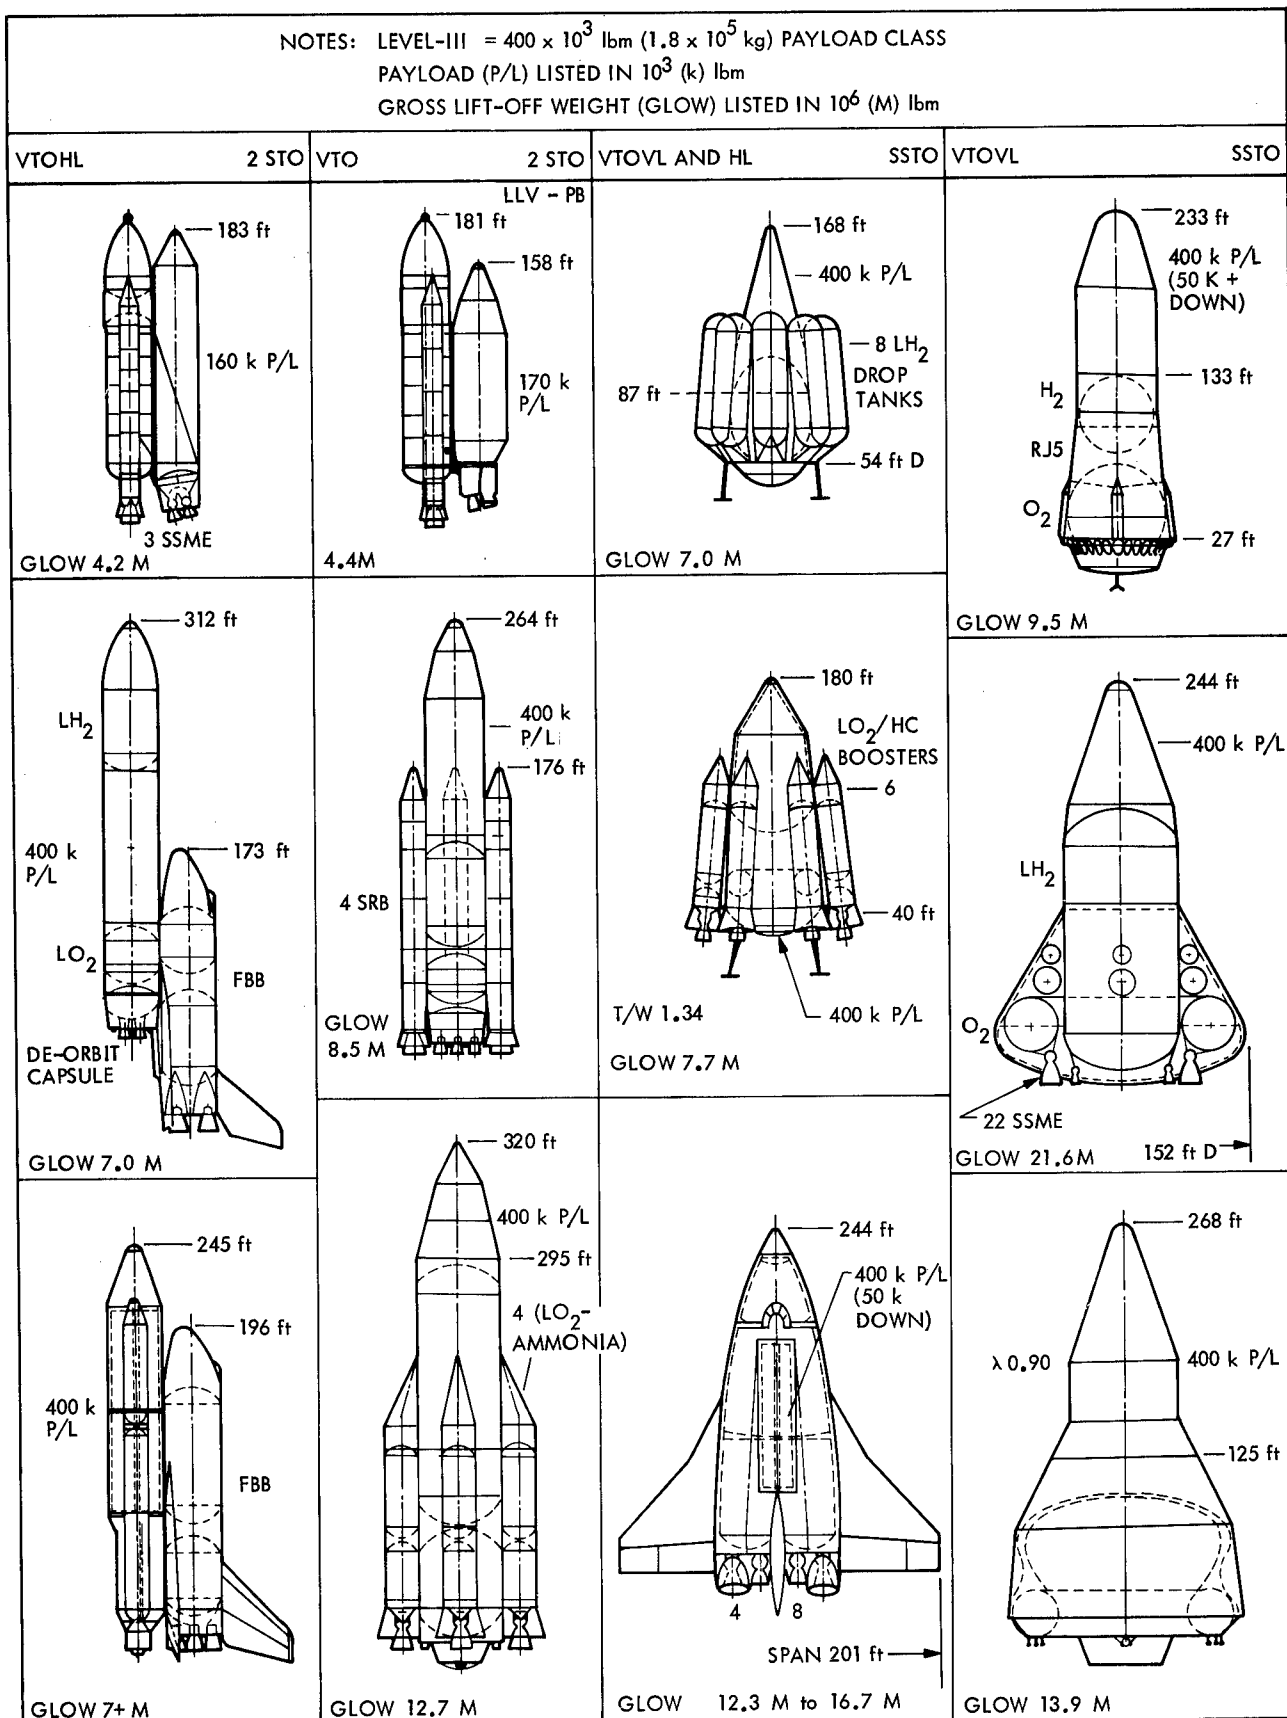 NOTES: LEVEL-III = 400 x 10³ lbm (1.8 x 10⁵ kg) PAYLOAD CLASS
PAYLOAD (P/L) LISTED IN 10³ (k) lbm
GROSS LIFT-OFF WEIGHT (GLOW) LISTED IN 10⁶ (M) lbm
VTOHL 2 STO
183 ft
160 k P/L
3 SSME
GLOW 4.2 M
312 ft
LH₂
400 k
P/L
173 ft
LO₂
FBB
DE-ORBIT
CAPSULE
GLOW 7.0 M
245 ft
196 ft
400 k
P/L
FBB
GLOW 7+ M
VTO 2 STO
LLV - PB
181 ft
158 ft
170 k
P/L
4.4M
264 ft
400 k
P/L
176 ft
4 SRB
GLOW
8.5 M
320 ft
400 k P/L
295 ft
4 (LO₂-
AMMONIA)
GLOW 12.7 M
VTOVL AND HL SSTO
168 ft
400 k P/L
8 LH₂
DROP
TANKS
87 ft
54 ft D
GLOW 7.0 M
180 ft
LO₂/HC
BOOSTERS
6
40 ft
T/W 1.34
400 k P/L
GLOW 7.7 M
244 ft
400 k P/L
(50 k
DOWN)
4 8
SPAN 201 ft
GLOW 12.3 M to 16.7 M
VTOVL SSTO
233 ft
400 k P/L
(50 K +
DOWN)
133 ft
H₂
RJ5
O₂
27 ft
GLOW 9.5 M
244 ft
400 k P/L
LH₂
O₂
22 SSME
GLOW 21.6M 152 ft D
268 ft
λ 0.90 400 k P/L
125 ft
GLOW 13.9 M